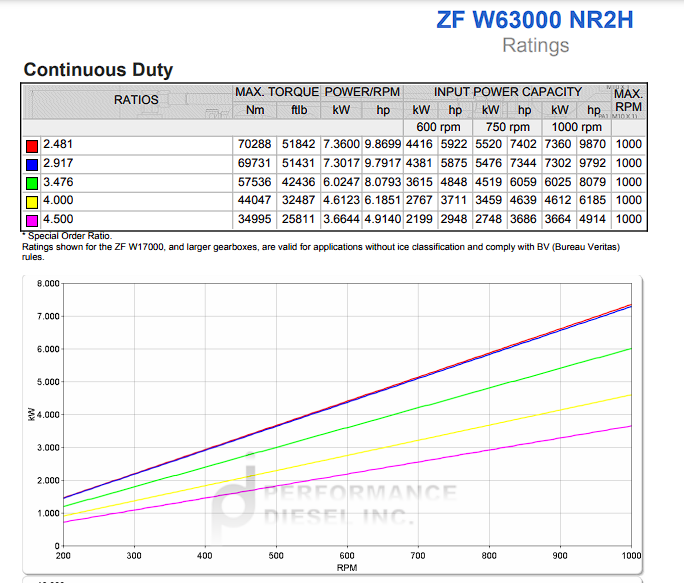 ZF W63000 NR2H
Ratings
Continuous Duty
RATIOS MAX. TORQUE POWER/RPM INPUT POWER CAPACITY MAX. RPM
Nm ftlb kW hp kW hp kW hp kW hp
600 rpm 750 rpm 1000 rpm
2.481 70288 51842 7.3600 9.8699 4416 5922 5520 7402 7360 9870 1000
2.917 69731 51431 7.3017 9.7917 4381 5875 5476 7344 7302 9792 1000
3.476 57536 42436 6.0247 8.0793 3615 4848 4519 6059 6025 8079 1000
4.000 44047 32487 4.6123 6.1851 2767 3711 3459 4639 4612 6185 1000
4.500 34995 25811 3.6644 4.9140 2199 2948 2748 3686 3664 4914 1000
* Special Order Ratio.
Ratings shown for the ZF W17000, and larger gearboxes, are valid for applications without ice classification and comply with BV (Bureau Veritas)
rules.
8.000
7.000
6.000
5.000
4.000
kW
3.000
2.000
1.000
0
PERFORMANCE
DIESEL INC.
200 300 400 500 600 700 800 900 1000
RPM